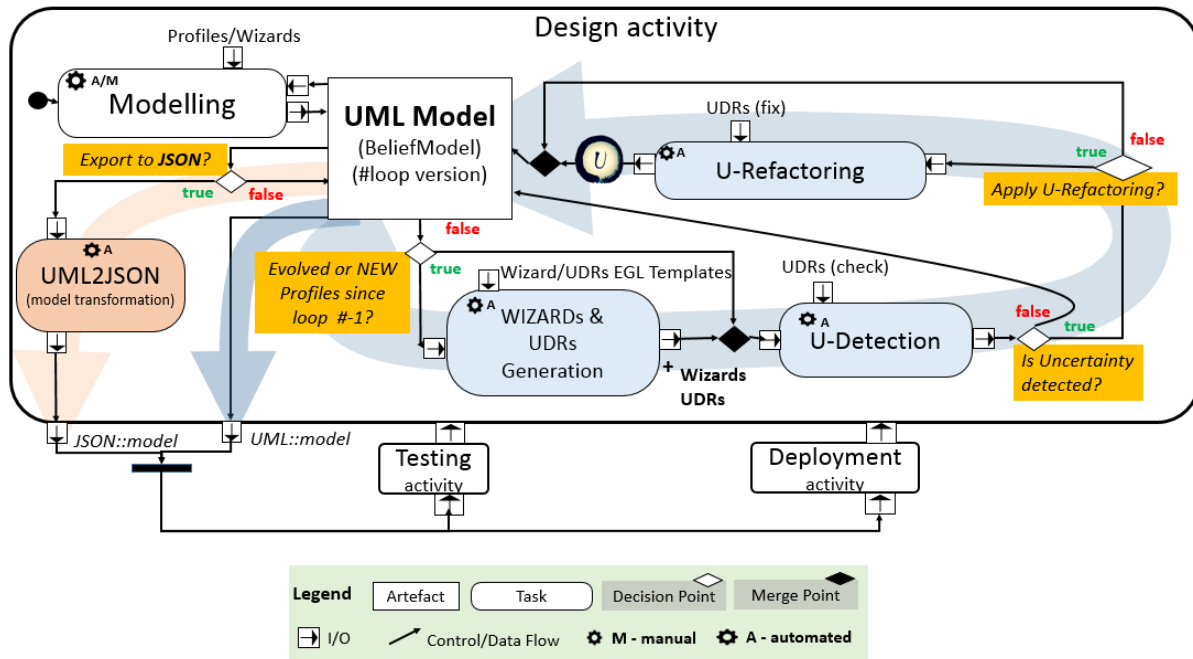 Design activity
Profiles/Wizards
A/M
Modelling
UML Model
(BeliefModel)
(#loop version)
UDRs (fix)
U
A
U-Refactoring
false
true
Apply U-Refactoring?
Export to JSON?
true
false
A
UML2JSON
(model transformation)
false
true
Evolved or NEW
Profiles since
loop #-1?
Wizard/UDRs EGL Templates
A
WIZARDs &
UDRs
Generation
+ Wizards
UDRs
UDRs (check)
A
U-Detection
false
true
Is Uncertainty
detected?
JSON::model
UML::model
Testing
activity
Deployment
activity
Legend
Artefact
Task
Decision Point
Merge Point
I/O
Control/Data Flow
M - manual
A - automated